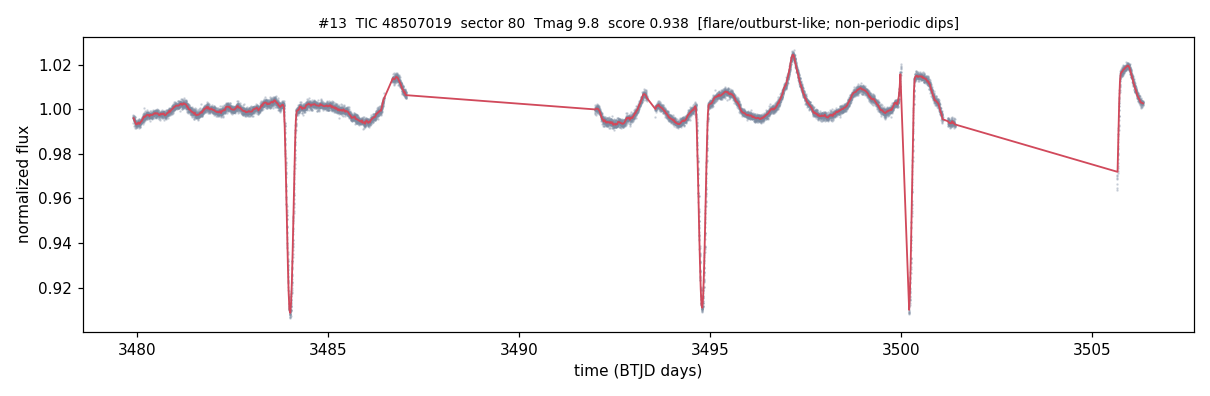 #13  TIC 48507019  sector 80  Tmag 9.8  score 0.938  [flare/outburst-like; non-periodic dips]
1.02
1.00
0.98
0.96
0.94
0.92
normalized flux
3480 3485 3490 3495 3500 3505
time (BTJD days)